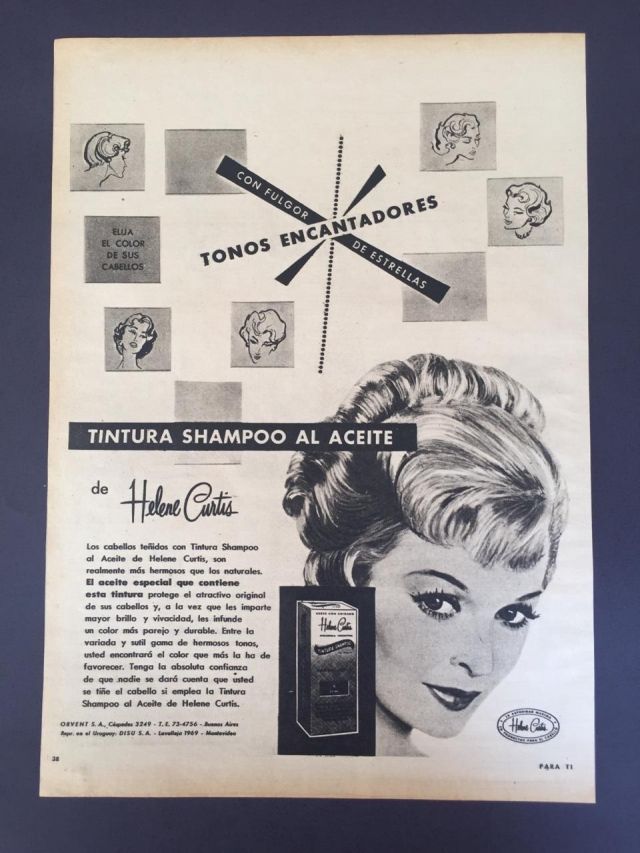 CON FULGOR
TONOS ENCANTADORES
DE ESTRELLAS
ELIJA
EL COLOR
DE SUS
CABELLOS
TINTURA SHAMPOO AL ACEITE
de Helene Curtis
Los cabellos teñidos con Tintura Shampoo
al Aceite de Helene Curtis, son
realmente más hermosos que los naturales.
El aceite especial que contiene
esta tintura protege el atractivo original
de sus cabellos y, a la vez que les imparte
mayor brillo y vivacidad, les infunde
un color más parejo y durable. Entre la
variada y sutil gama de hermosos tonos,
usted encontrará el color que más la ha de
favorecer. Tenga la absoluta confianza
de que nadie se dará cuenta que usted
se tiñe el cabello si emplea la Tintura
Shampoo al Aceite de Helene Curtis.
ORVENT S. A., Céspedes 3249 - T. E. 73-4756 - Buenos Aires
Repr. en el Uruguay: DISU S. A. - Lavalleja 1969 - Montevideo
Helene Curtis
TINTURA SHAMPOO
Helene Curtis
38
PARA TI